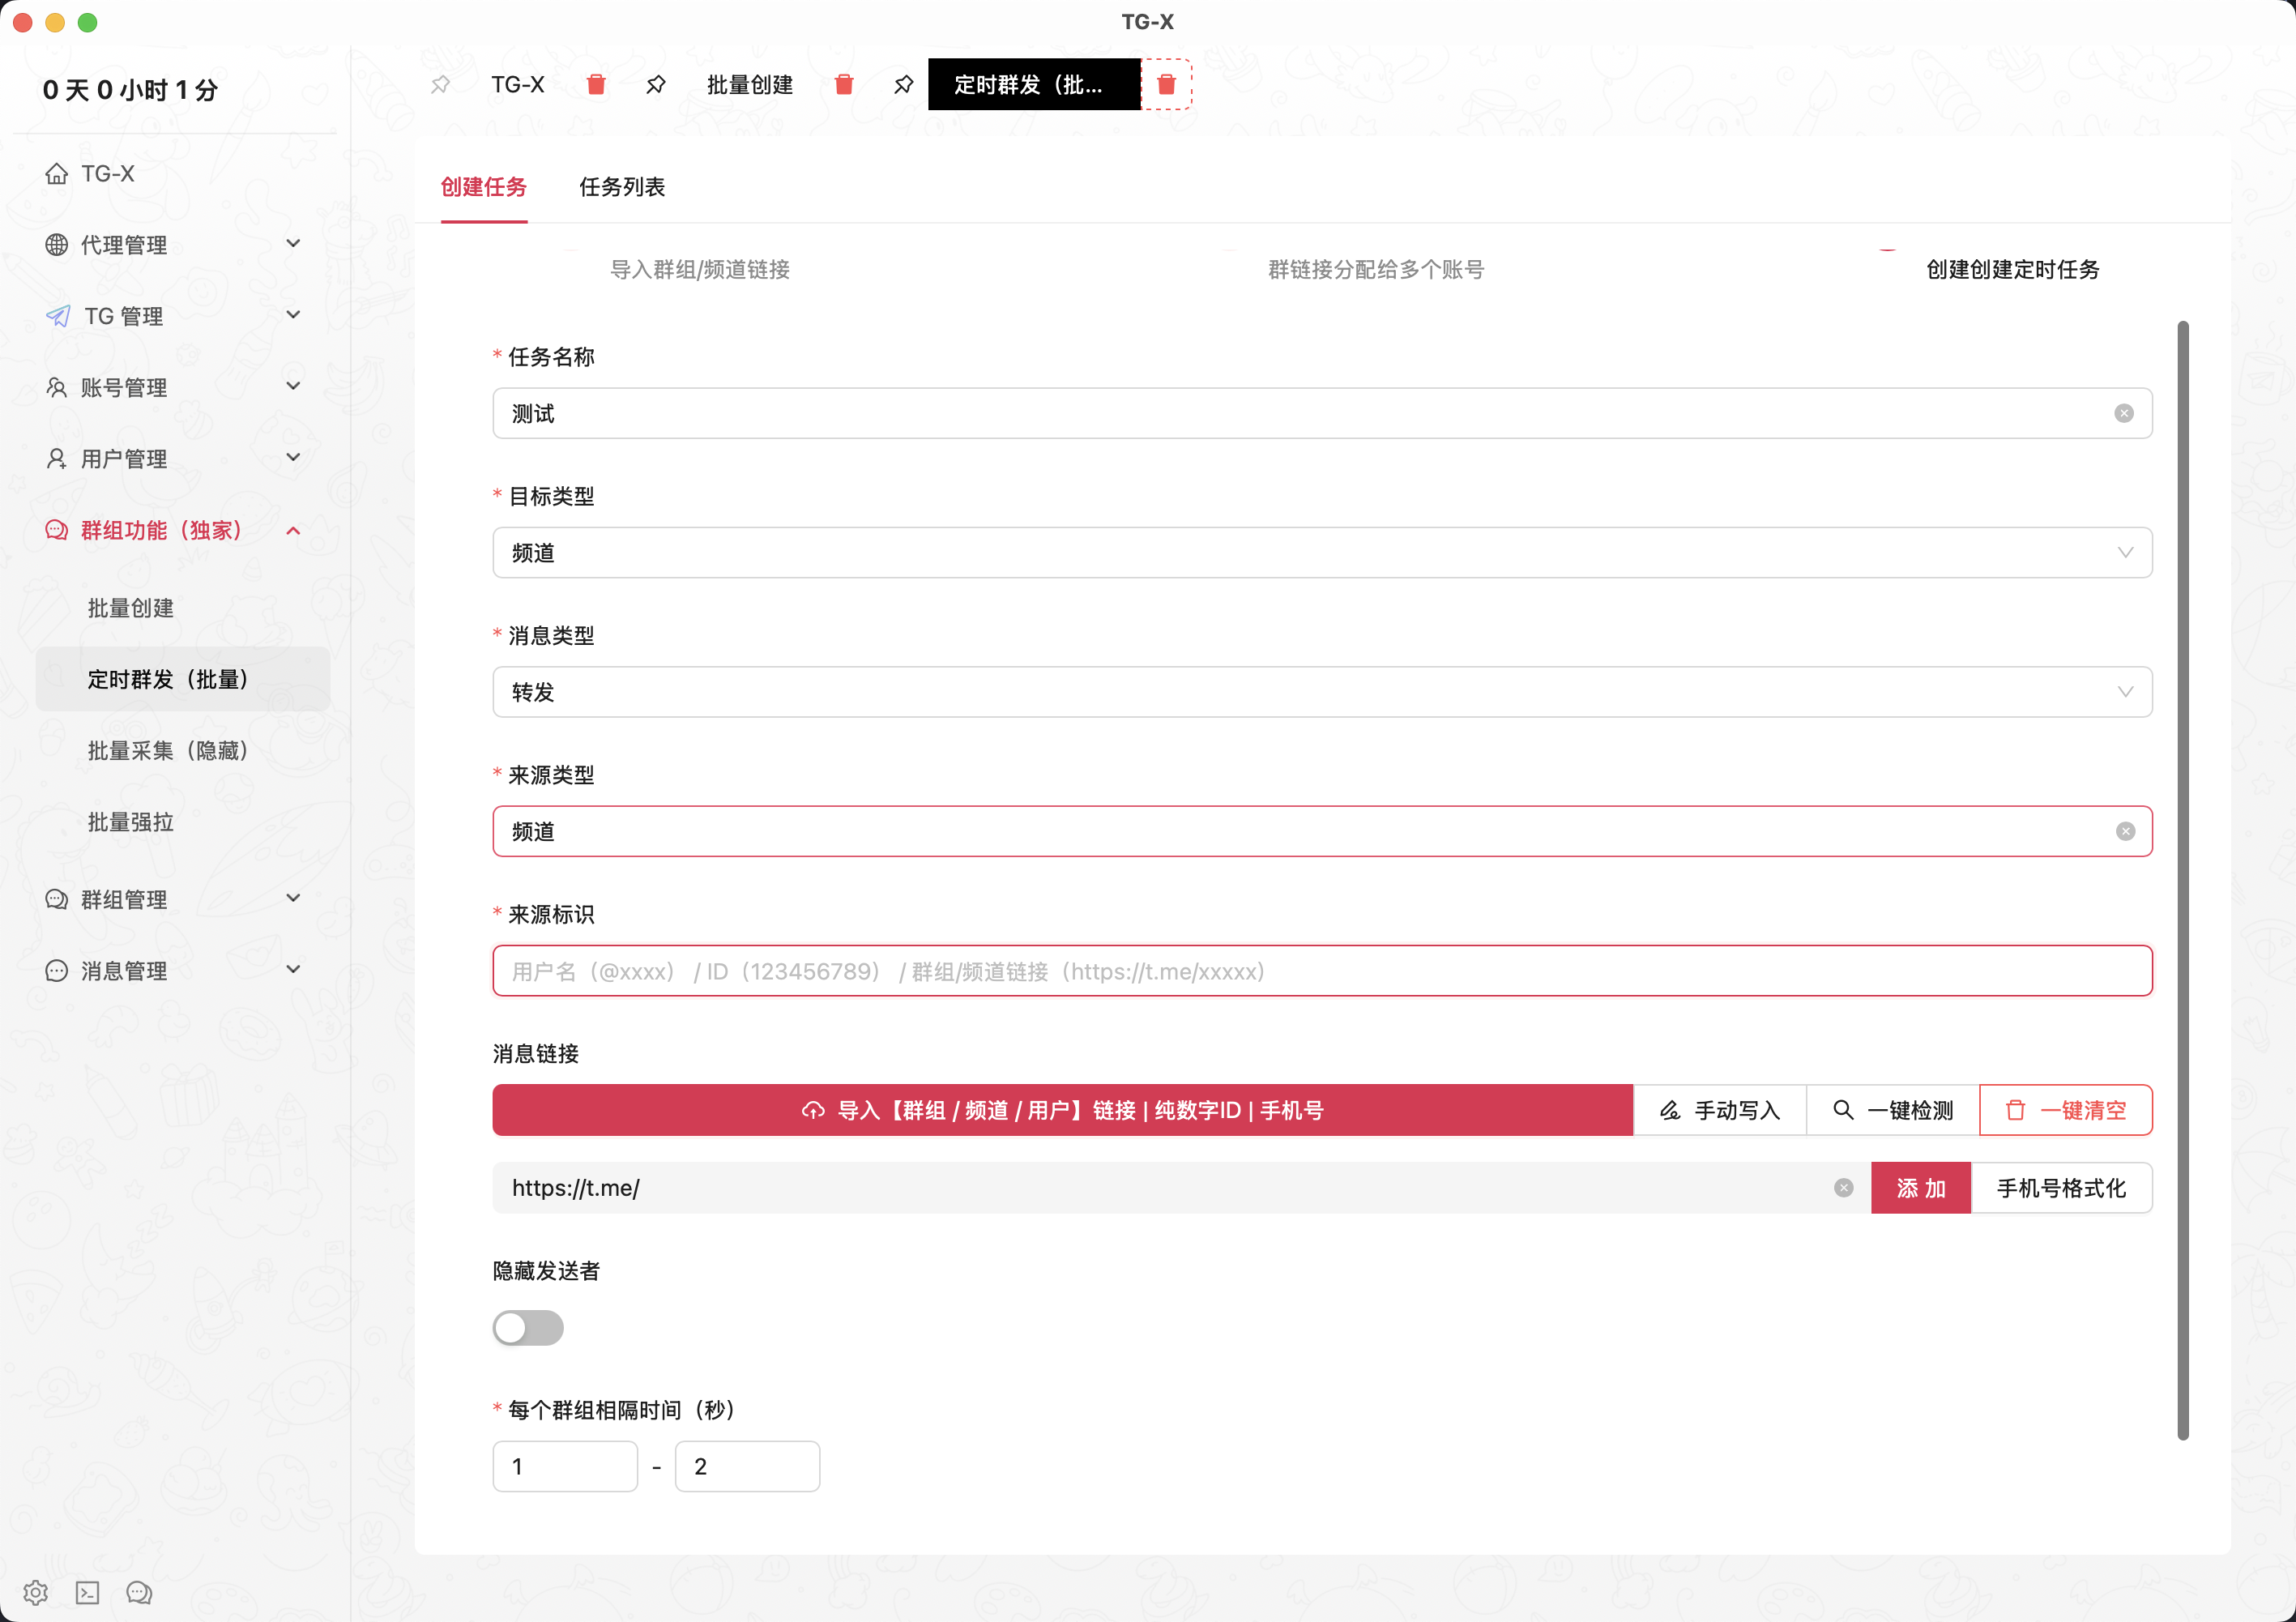 TG-X
0 天 0 小时 1 分
TG-X
代理管理
TG 管理
账号管理
用户管理
群组功能（独家）
批量创建
定时群发（批量）
批量采集（隐藏）
批量强拉
群组管理
消息管理
TG-X
批量创建
定时群发（批...
创建任务
任务列表
导入群组/频道链接
群链接分配给多个账号
创建创建定时任务
* 任务名称
测试
* 目标类型
频道
* 消息类型
转发
* 来源类型
频道
* 来源标识
用户名（@xxxx） / ID（123456789） / 群组/频道链接（https://t.me/xxxxx）
消息链接
导入【群组 / 频道 / 用户】链接 | 纯数字ID | 手机号
手动写入
一键检测
一键清空
https://t.me/
添 加
手机号格式化
隐藏发送者
* 每个群组相隔时间（秒）
1 - 2